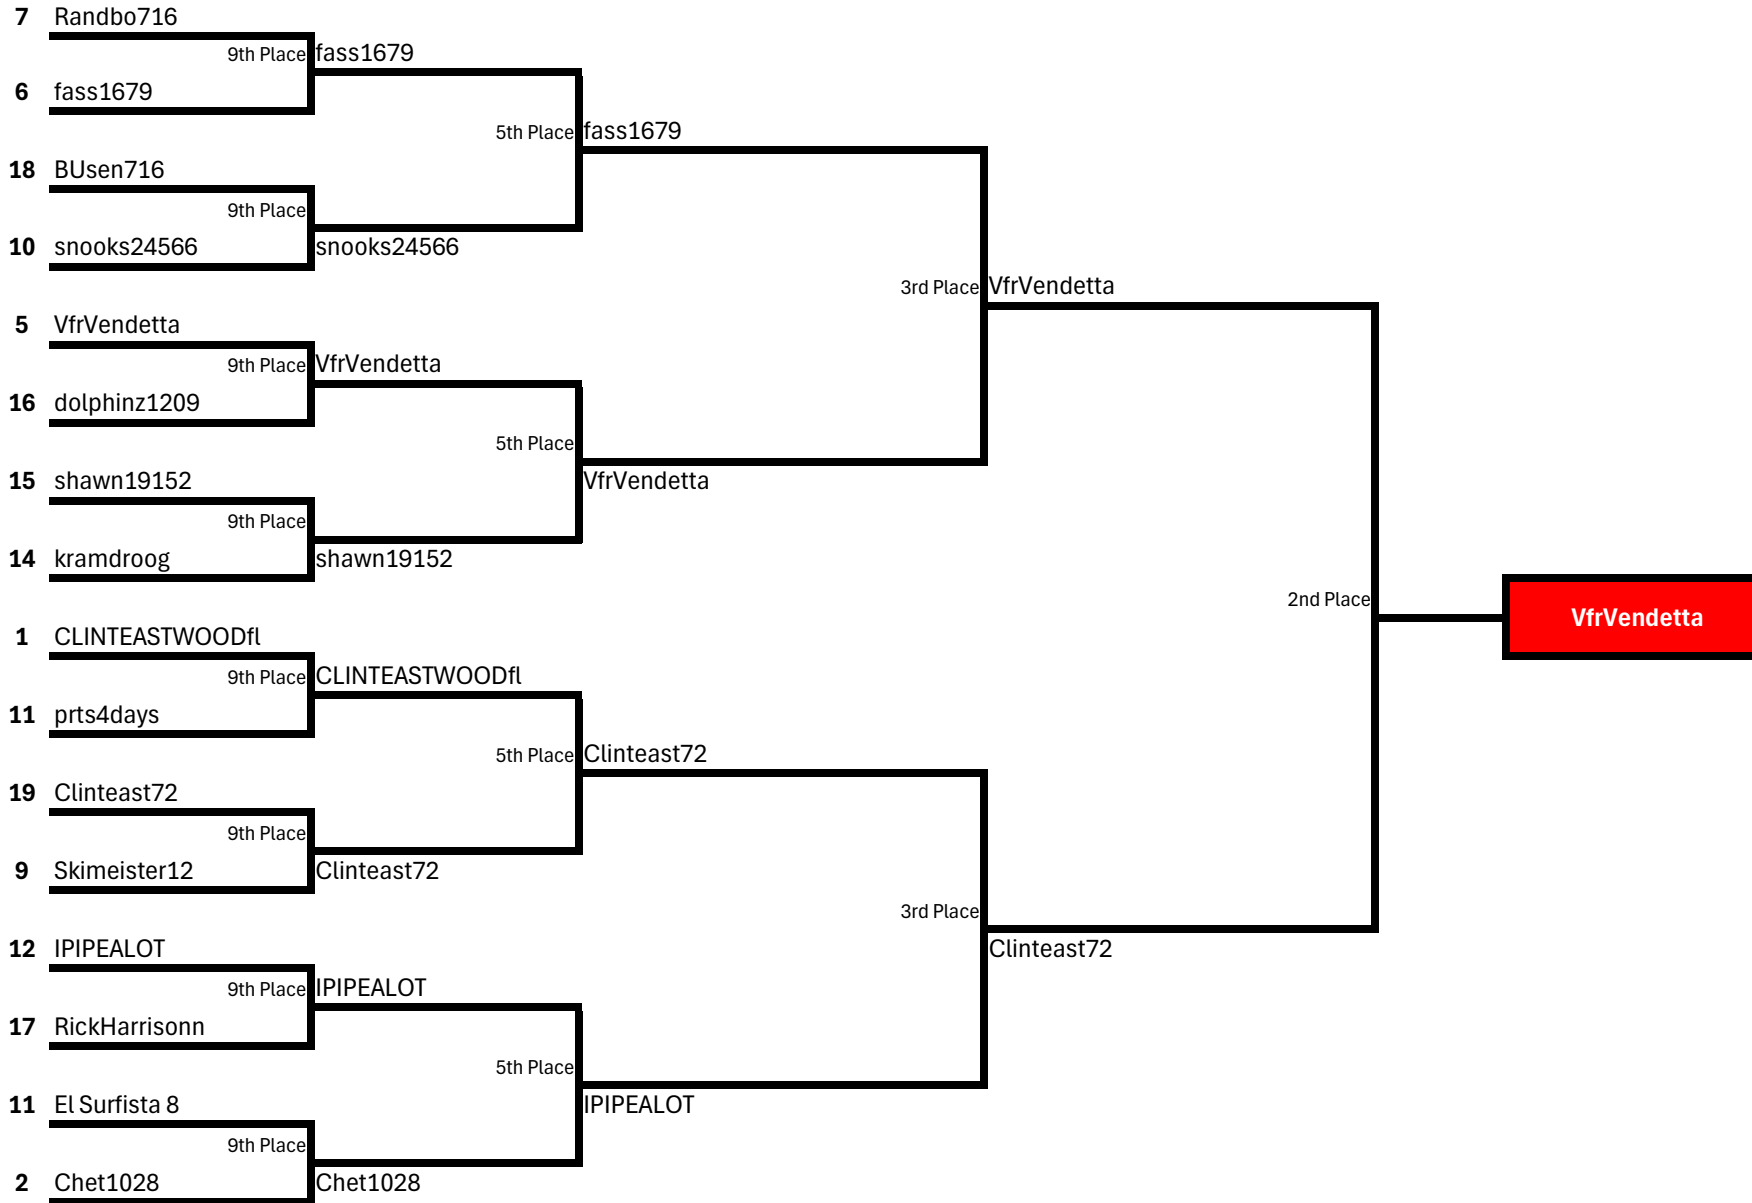 7 Randbo716
9th Place fass1679
6 fass1679
5th Place fass1679
18 BUsen716
9th Place
10 snooks24566 snooks24566
3rd Place VfrVendetta
5 VfrVendetta
9th Place VfrVendetta
16 dolphinz1209
5th Place
15 shawn19152 VfrVendetta
9th Place
14 kramdroog shawn19152
2nd Place VfrVendetta
1 CLINTEASTWOODfl
9th Place CLINTEASTWOODfl
11 prts4days
5th Place Clinteast72
19 Clinteast72
9th Place
9 Skimeister12 Clinteast72
3rd Place
12 IPIPEALOT Clinteast72
9th Place IPIPEALOT
17 RickHarrisonn
5th Place
11 El Surfista 8 IPIPEALOT
9th Place
2 Chet1028 Chet1028